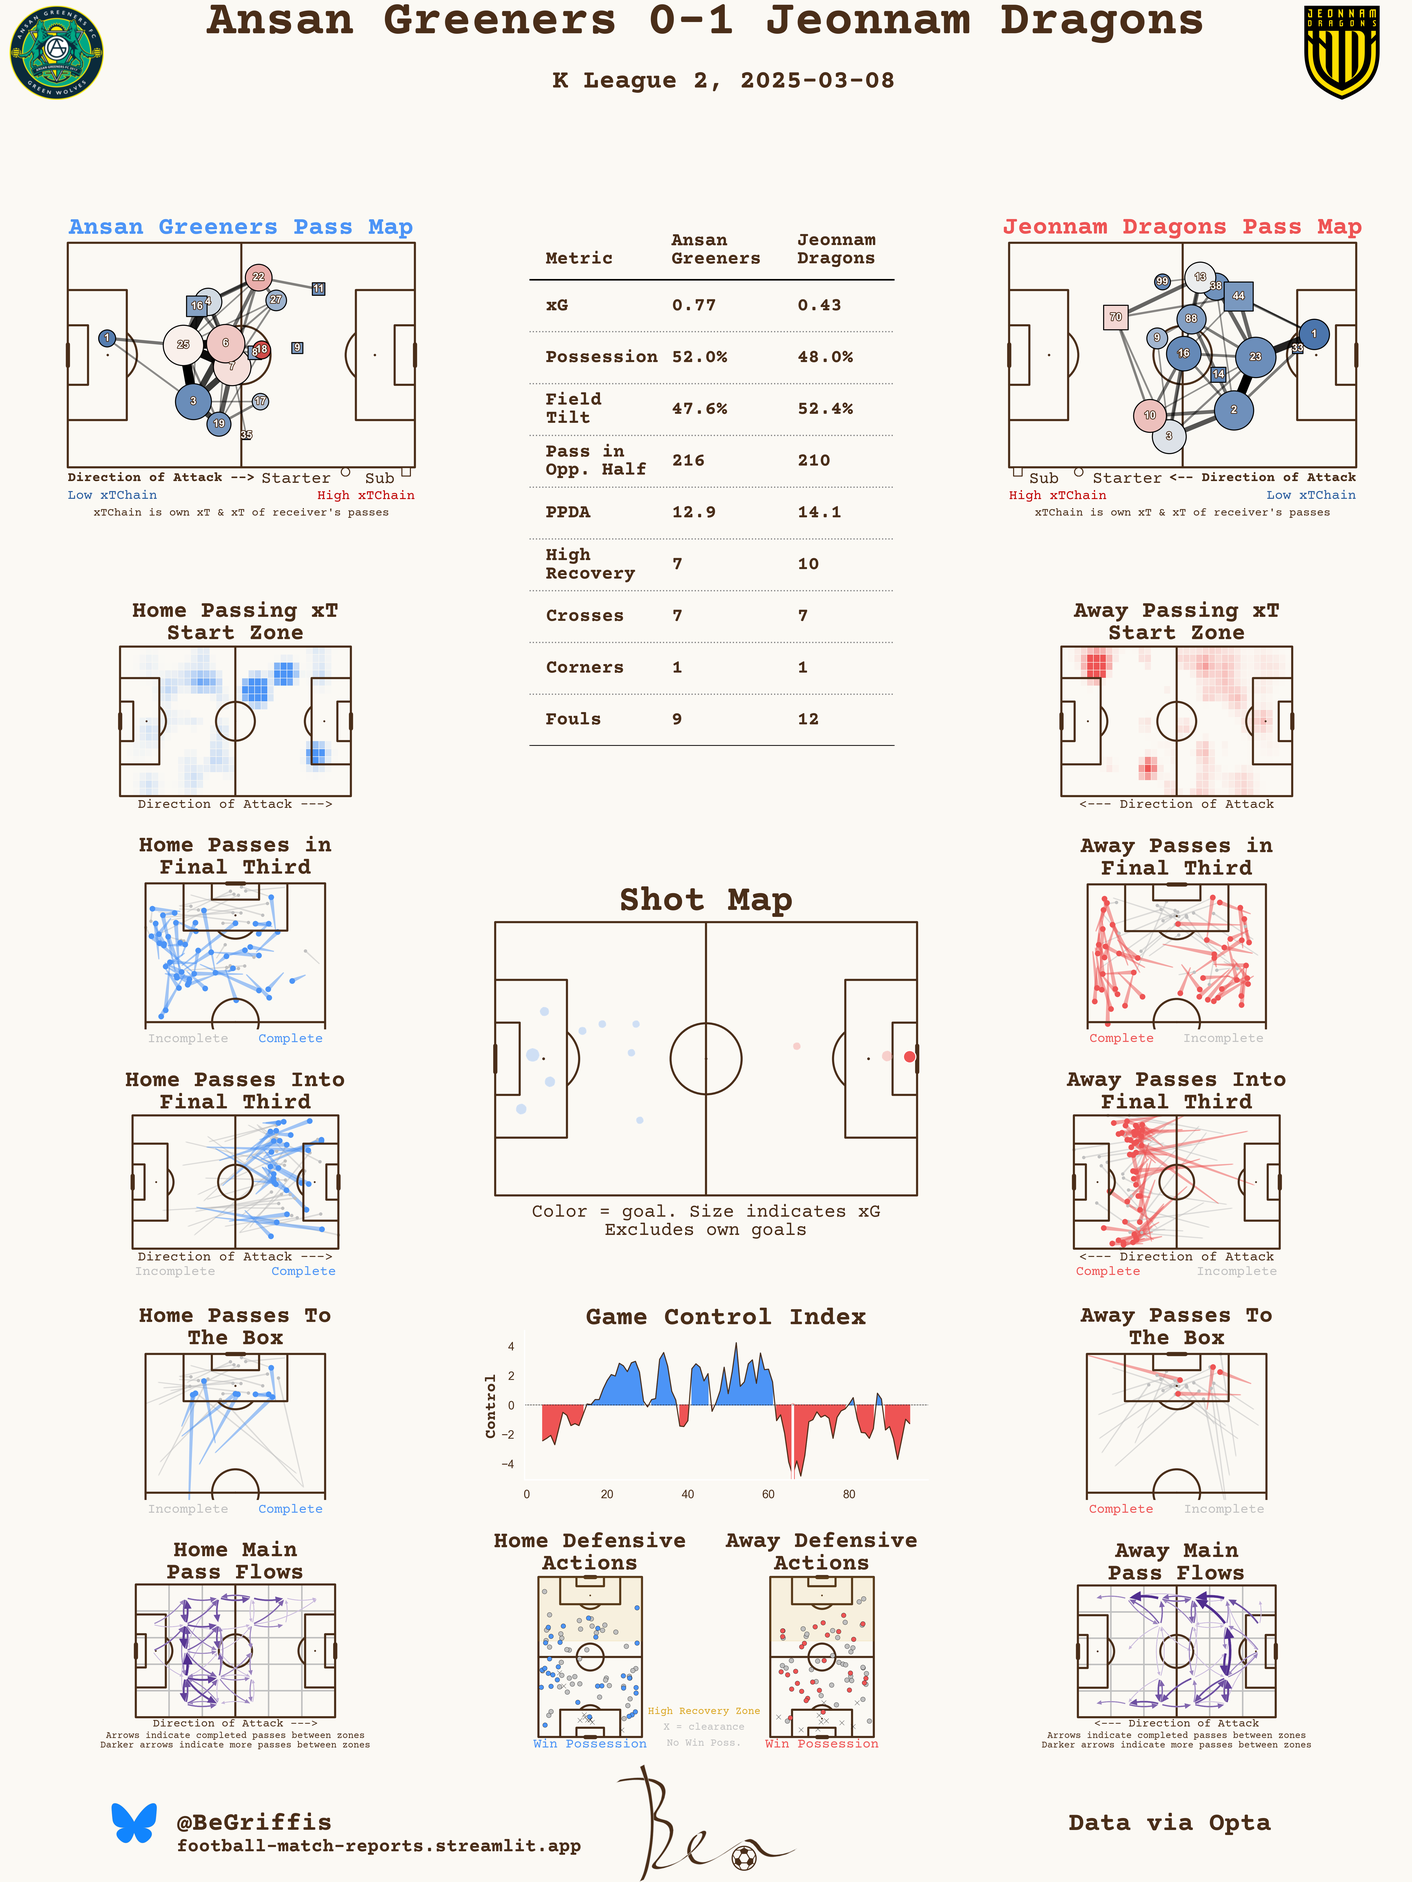 Ansan Greeners 0-1 Jeonnam Dragons
K League 2, 2025-03-08
ANSAN GREENERS FC
GREEN WOLVES
JEONNAM
DRAGONS
Ansan Greeners Pass Map
22
11
27
16
4
1
25
6
8
18
9
7
3
17
19
35
Direction of Attack --> Starter Sub
Low xTChain High xTChain
xTChain is own xT & xT of receiver's passes
Metric Ansan Greeners Jeonnam Dragons
xG 0.77 0.43
Possession 52.0% 48.0%
Field Tilt 47.6% 52.4%
Pass in Opp. Half 216 210
PPDA 12.9 14.1
High Recovery 7 10
Crosses 7 7
Corners 1 1
Fouls 9 12
Jeonnam Dragons Pass Map
99
13
38
44
70
88
1
9
16
23
33
14
10
2
3
Sub Starter <-- Direction of Attack
High xTChain Low xTChain
xTChain is own xT & xT of receiver's passes
Home Passing xT
Start Zone
Direction of Attack --->
Away Passing xT
Start Zone
<--- Direction of Attack
Home Passes in
Final Third
Incomplete Complete
Away Passes in
Final Third
Complete Incomplete
Shot Map
Color = goal. Size indicates xG
Excludes own goals
Home Passes Into
Final Third
Direction of Attack --->
Incomplete Complete
Away Passes Into
Final Third
<--- Direction of Attack
Complete Incomplete
Home Passes To
The Box
Incomplete Complete
Game Control Index
Control
4
2
0
−2
−4
0 20 40 60 80
Away Passes To
The Box
Complete Incomplete
Home Main
Pass Flows
Direction of Attack --->
Arrows indicate completed passes between zones
Darker arrows indicate more passes between zones
Home Defensive
Actions
Win Possession
Away Defensive
Actions
Win Possession
High Recovery Zone
X = clearance
No Win Poss.
Away Main
Pass Flows
<--- Direction of Attack
Arrows indicate completed passes between zones
Darker arrows indicate more passes between zones
@BeGriffis
football-match-reports.streamlit.app
Ben
Data via Opta